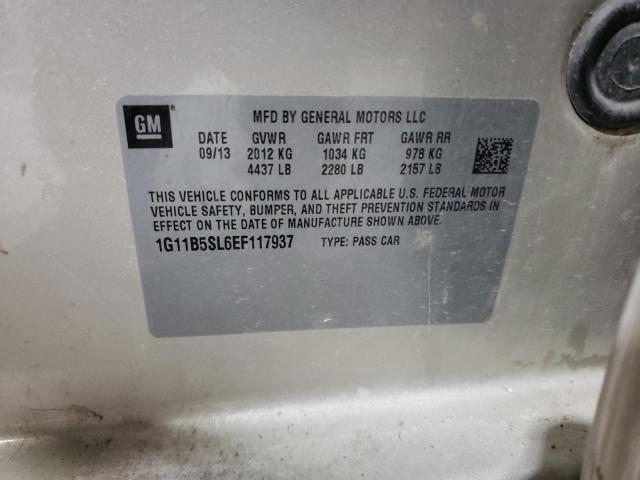 GM
MFD BY GENERAL MOTORS LLC
DATE GVWR GAWR FRT GAWR RR
09/13 2012 KG 1034 KG 978 KG
4437 LB 2280 LB 2157 LB
THIS VEHICLE CONFORMS TO ALL APPLICABLE U.S. FEDERAL MOTOR
VEHICLE SAFETY, BUMPER, AND THEFT PREVENTION STANDARDS IN
EFFECT ON THE DATE OF MANUFACTURE SHOWN ABOVE.
1G11B5SL6EF117937 TYPE: PASS CAR